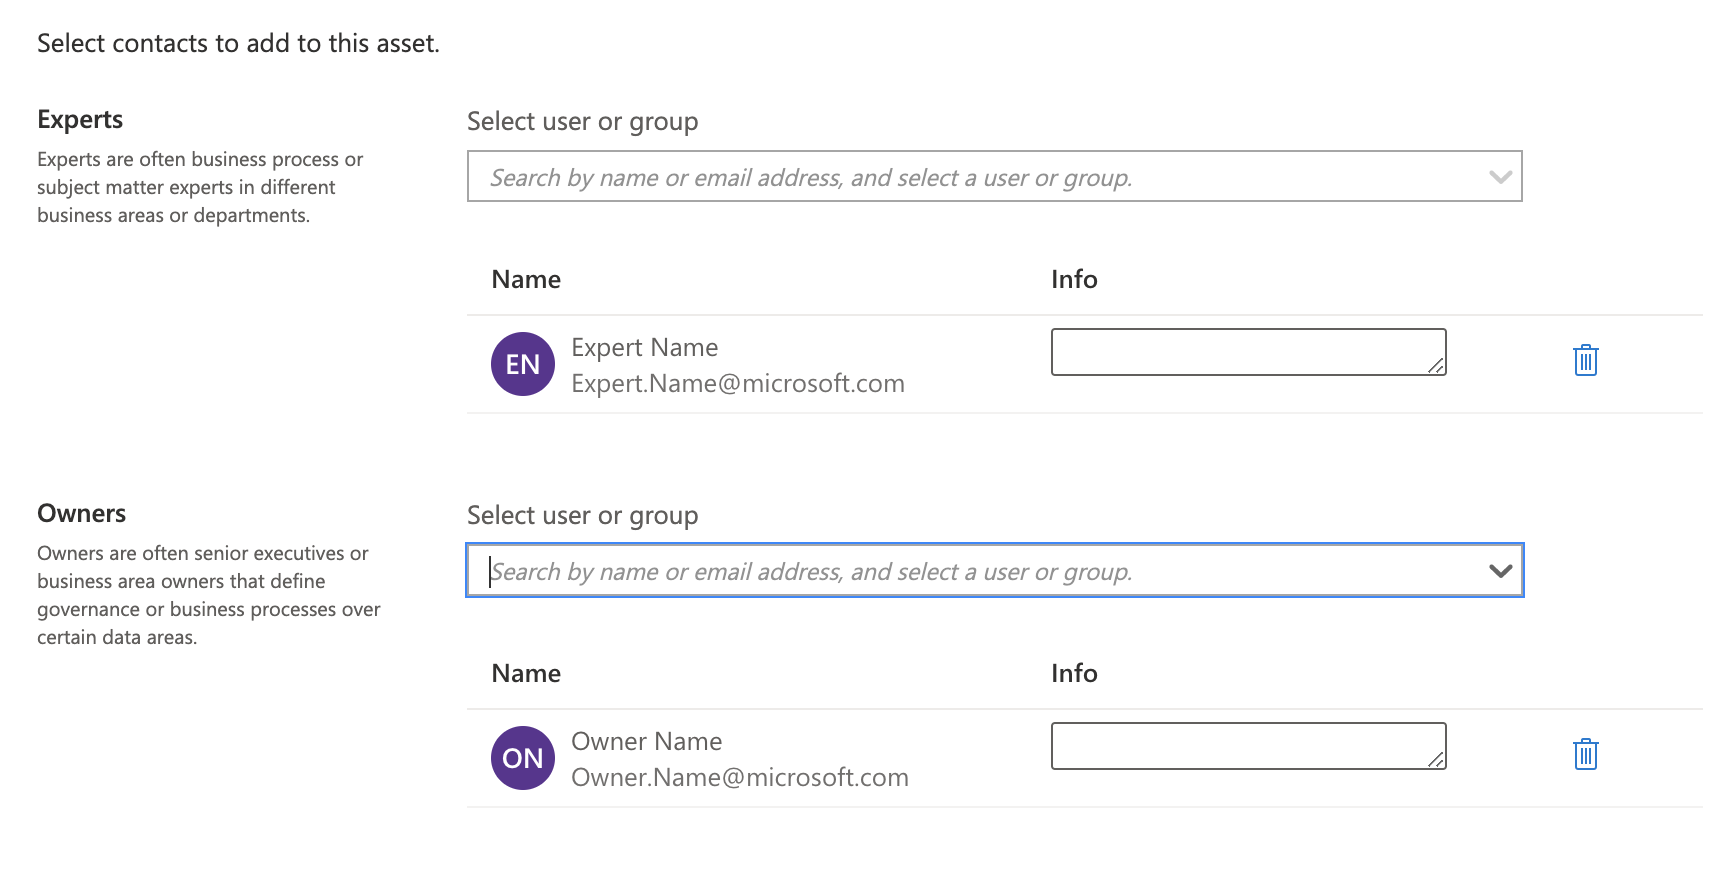 Select contacts to add to this asset.
Experts
Experts are often business process or
subject matter experts in different
business areas or departments.
Select user or group
Search by name or email address, and select a user or group.
Name Info
EN
Expert Name
Expert.Name@microsoft.com
Owners
Owners are often senior executives or
business area owners that define
governance or business processes over
certain data areas.
Select user or group
Search by name or email address, and select a user or group.
Name Info
ON
Owner Name
Owner.Name@microsoft.com